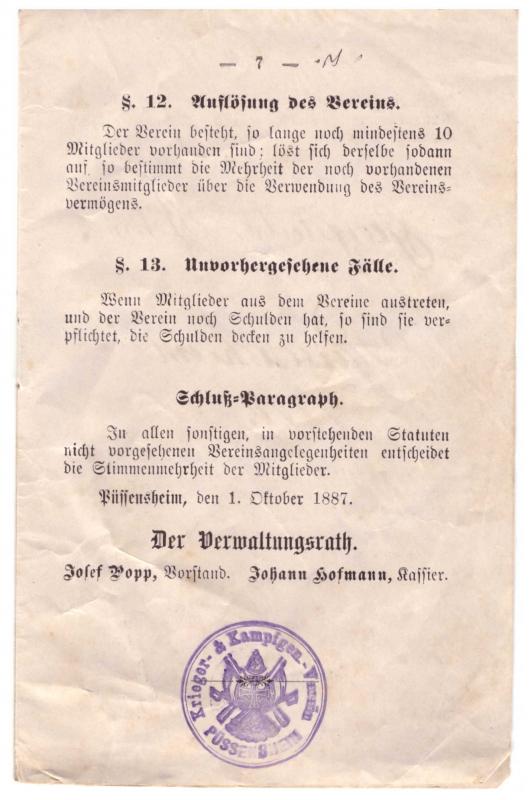 — 7 —
§. 12. Auflösung des Vereins.
Der Verein besteht, so lange noch mindestens 10
Mitglieder vorhanden sind; löst sich derselbe sodann
auf, so bestimmt die Mehrheit der noch vorhandenen
Vereinsmitglieder über die Verwendung des Vereins-
vermögens.
§. 13. Unvorhergesehene Fälle.
Wenn Mitglieder aus dem Vereine austreten,
und der Verein noch Schulden hat, so sind sie ver-
pflichtet, die Schulden decken zu helfen.
Schluß-Paragraph.
In allen sonstigen, in vorstehenden Statuten
nicht vorgesehenen Vereinsangelegenheiten entscheidet
die Stimmenmehrheit der Mitglieder.
Püssensheim, den 1. Oktober 1887.
Der Verwaltungsrath.
Josef Popp, Vorstand. Johann Hofmann, Kassier.
Krieger- & Kampfgen.-Verein
PÜSSENSHEIM